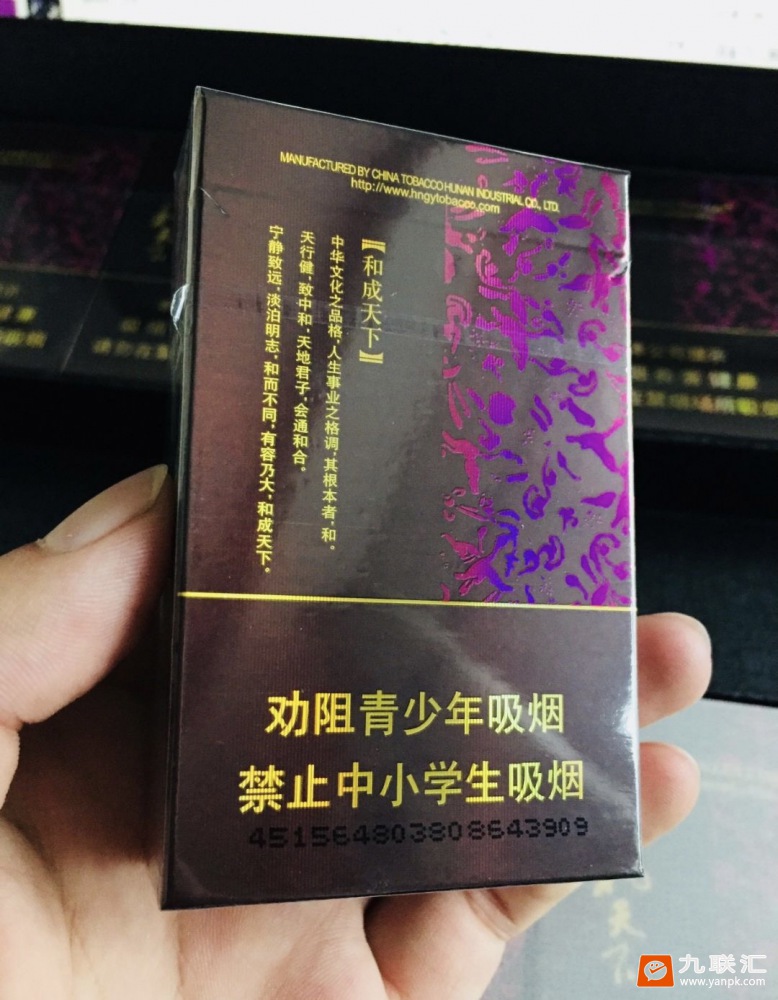 MANUFACTURED BY CHINA TOBACCO HUNAN INDUSTRIAL CO., LTD.
http://www.hngytobacco.com
【和成天下】
中华文化之品格，人生事业之格调，其根本者，和。
天行健，致中和，天地君子，会通和合。
宁静致远，淡泊明志，和而不同，有容乃大，和成天下。
劝阻青少年吸烟
禁止中小学生吸烟
451564803808643909
天下
九联汇
www.yanpk.com